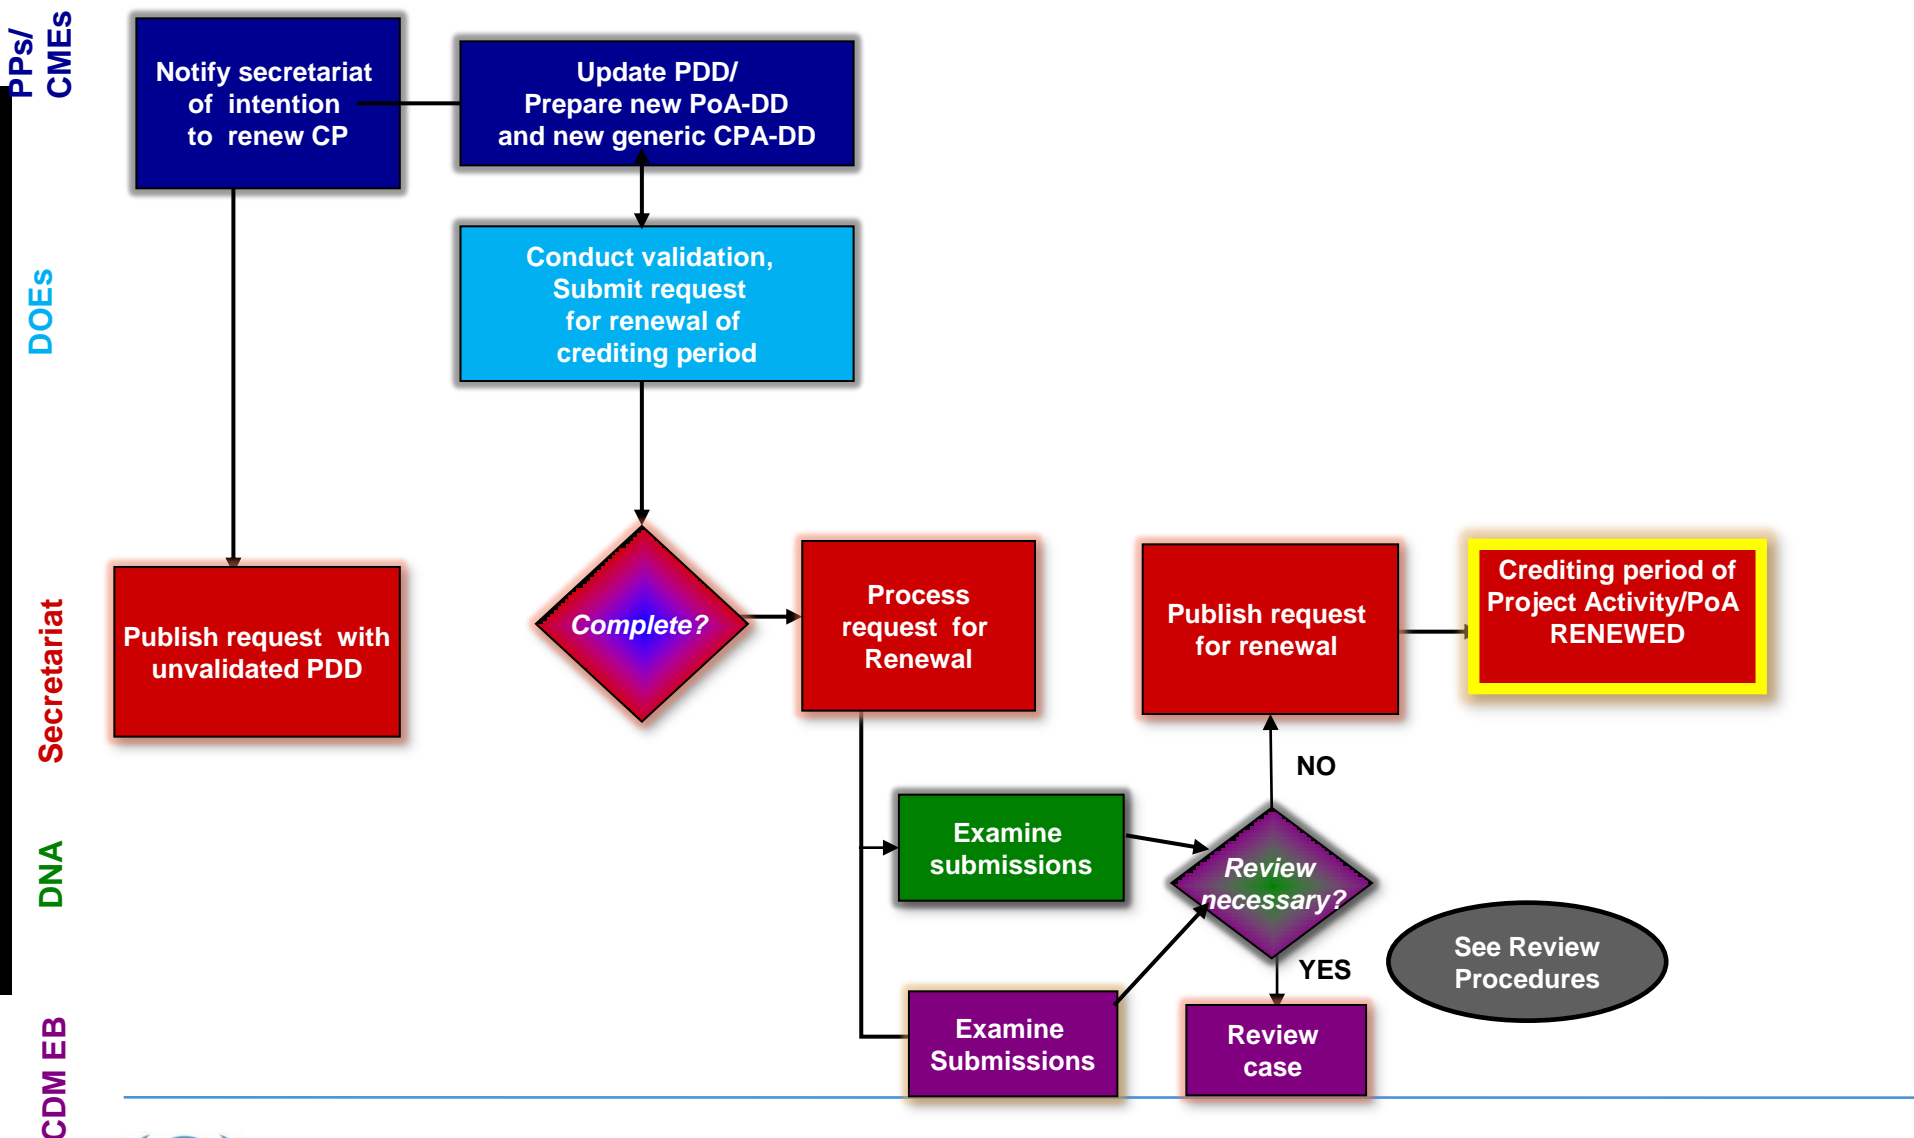 PPs/
CMEs
Notify secretariat
of intention
to renew CP
Update PDD/
Prepare new PoA-DD
and new generic CPA-DD
DOEs
Conduct validation,
Submit request
for renewal of
crediting period
Secretariat
Publish request with
unvalidated PDD
Complete?
Process
request for
Renewal
Publish request
for renewal
Crediting period of
Project Activity/PoA
RENEWED
NO
DNA
Examine
submissions
Review
necessary?
YES
See Review
Procedures
CDM EB
Examine
Submissions
Review
case